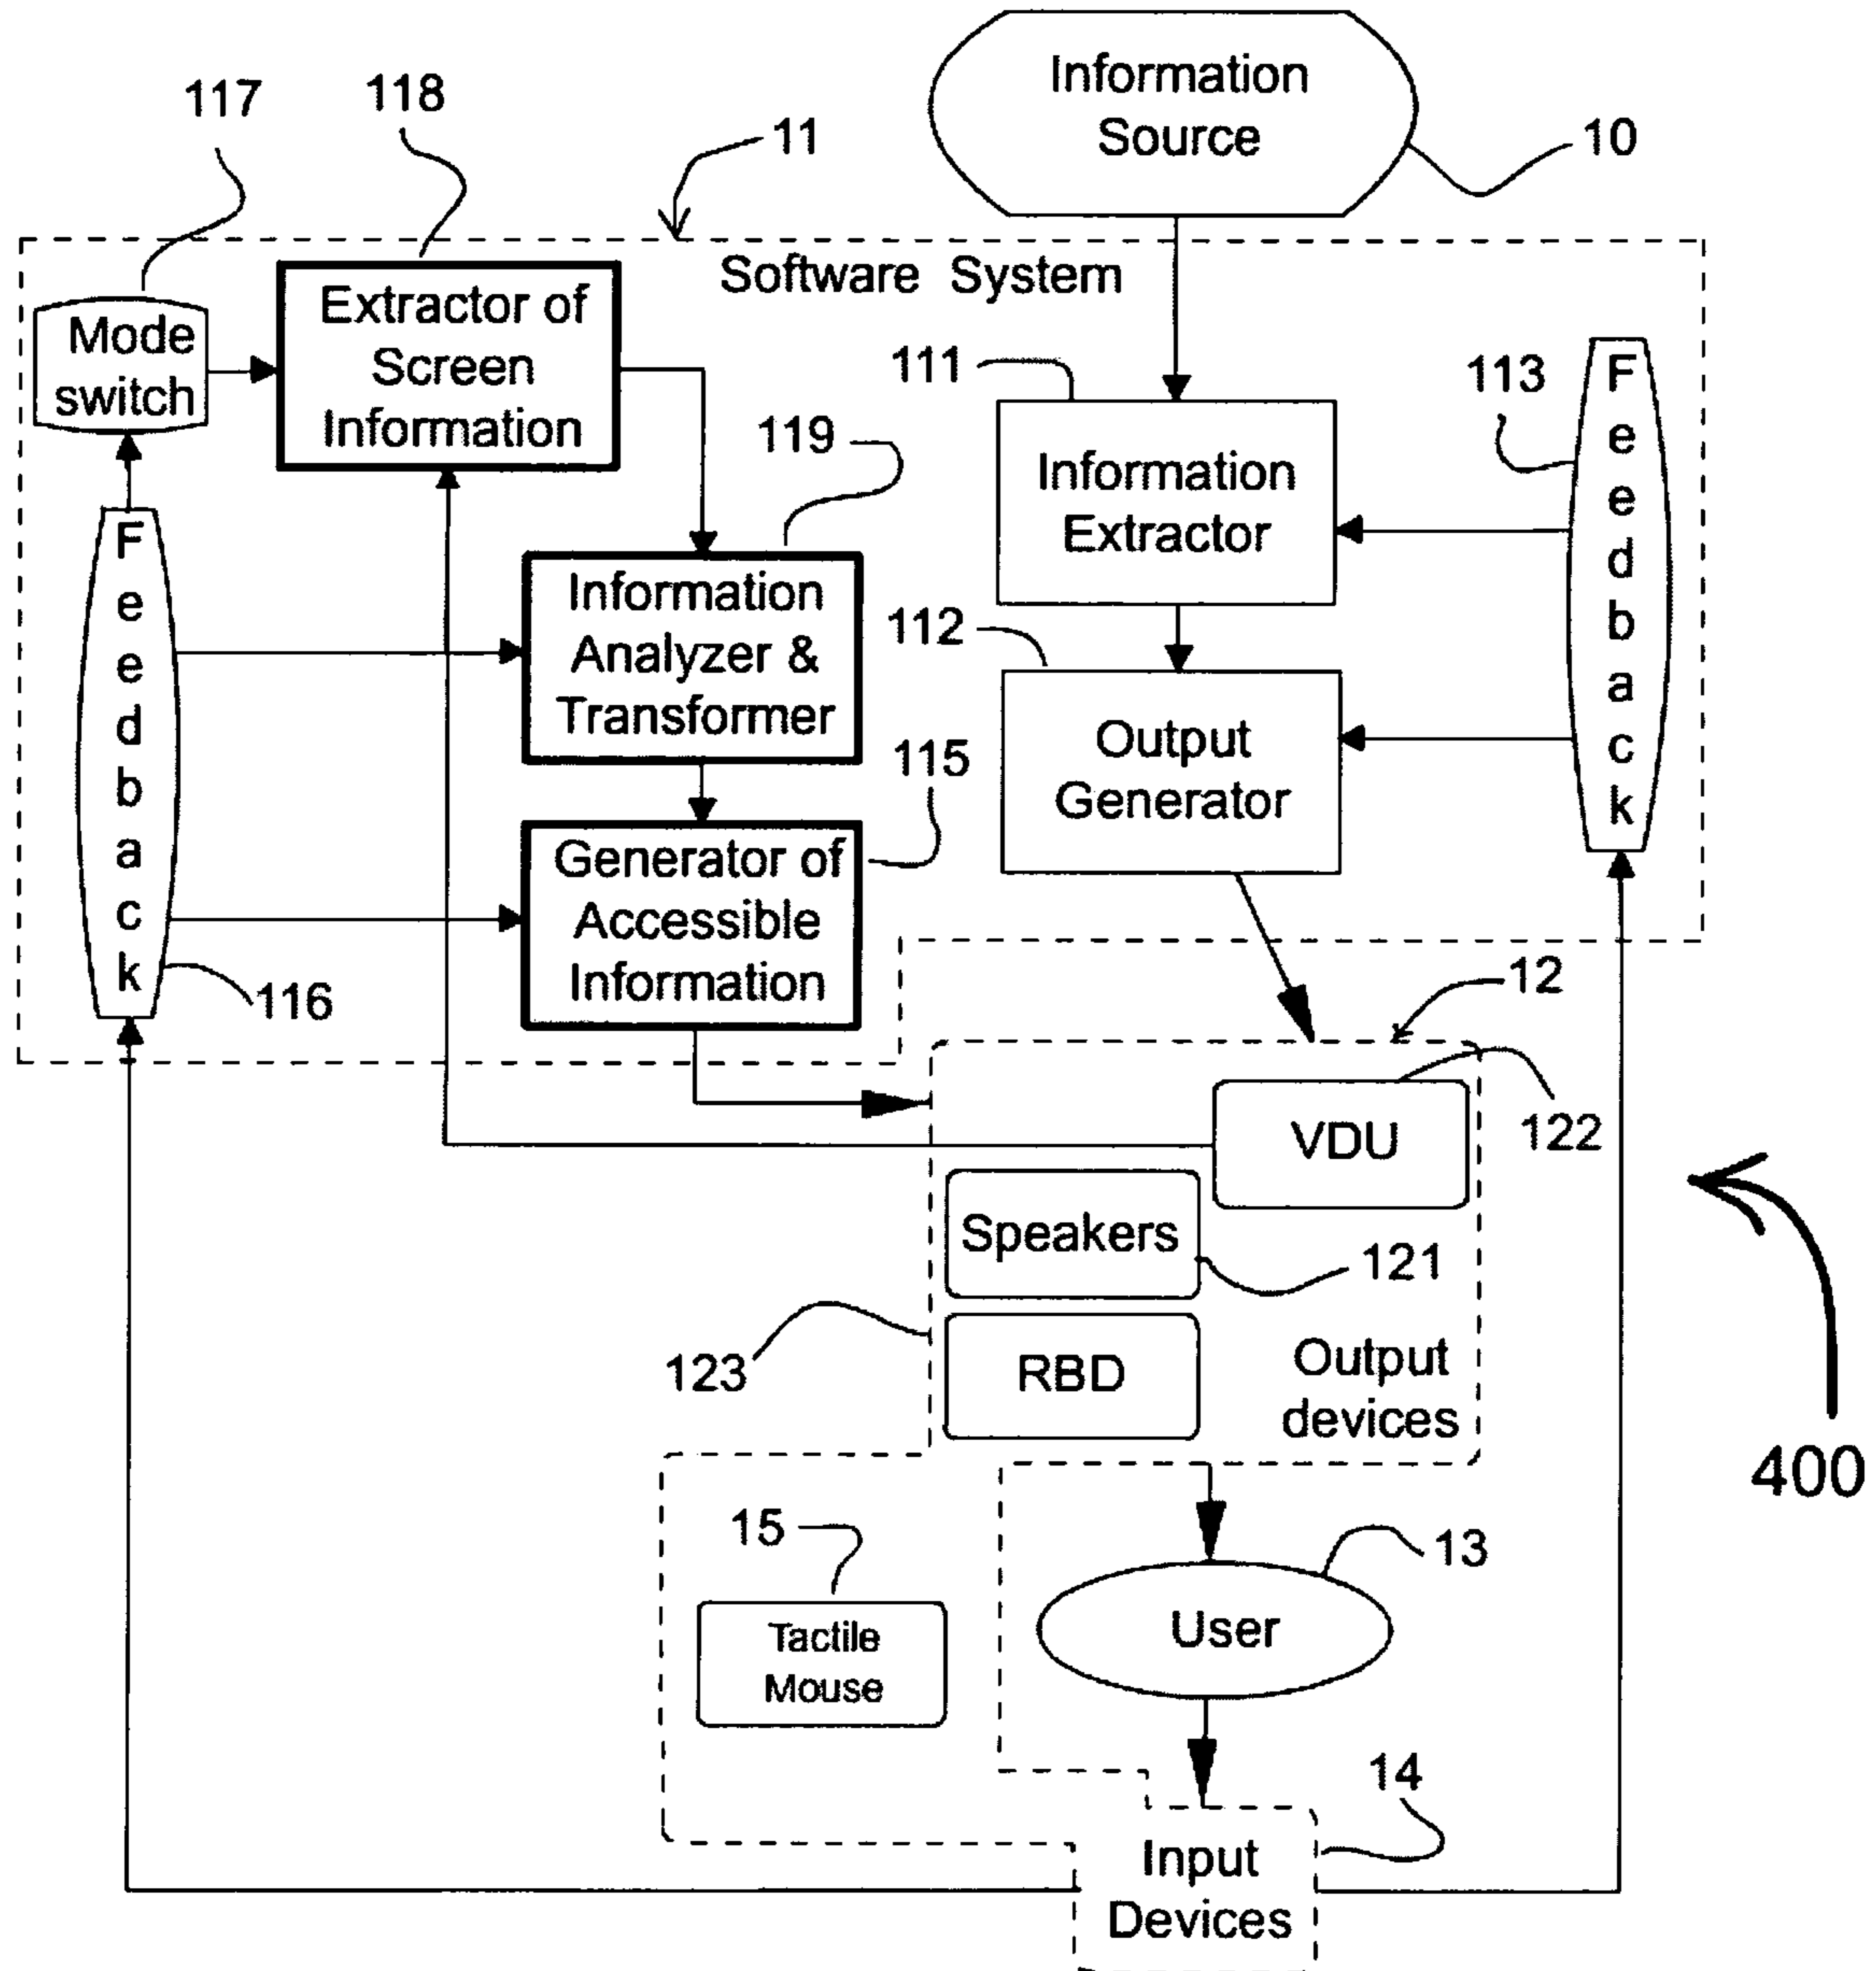 Information
Source
10
117
118
11
Software System
Mode
switch
Extractor of
Screen
Information
111
113
Feedback
119
Information
Extractor
Feedback
Information
Analyzer &
Transformer
112
Output
Generator
115
Generator of
Accessible
Information
116
12
VDU
122
Speakers
121
123
RBD
Output
devices
400
15
Tactile
Mouse
13
User
14
Input
Devices